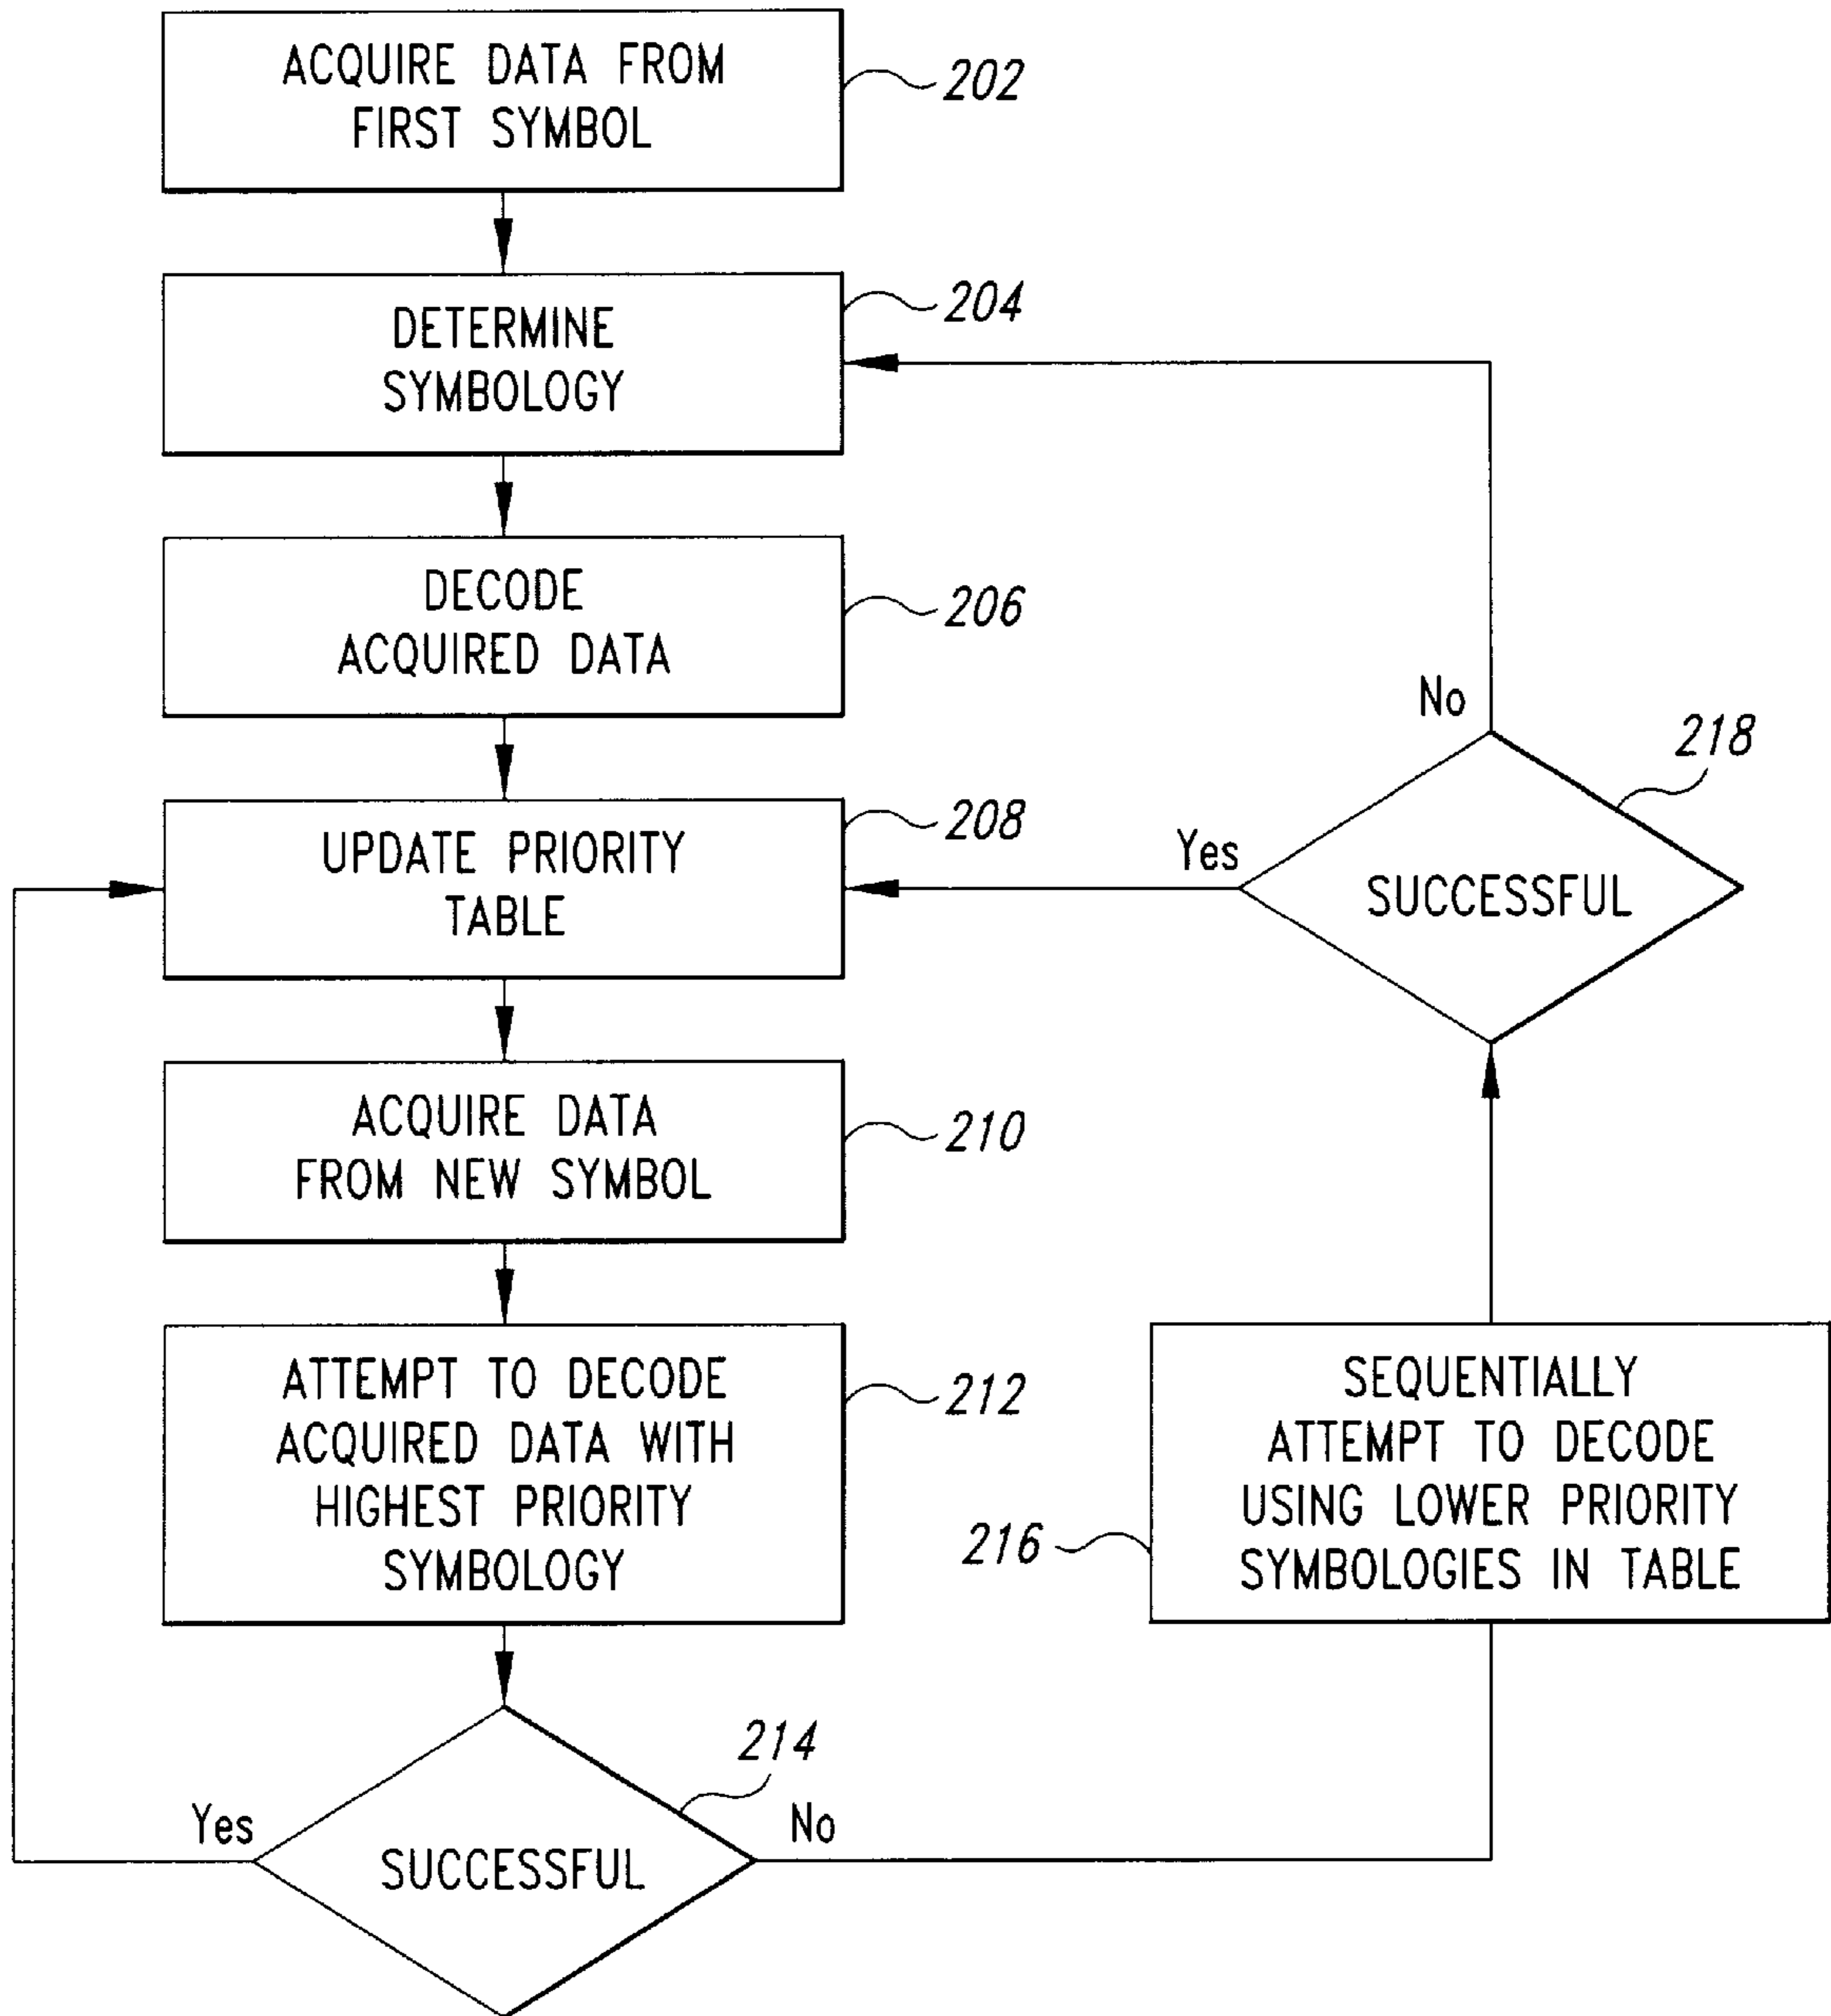 ACQUIRE DATA FROM
FIRST SYMBOL
202
DETERMINE
SYMBOLOGY
204
DECODE
ACQUIRED DATA
206
No
218
UPDATE PRIORITY
TABLE
208
Yes
SUCCESSFUL
ACQUIRE DATA
FROM NEW SYMBOL
210
ATTEMPT TO DECODE
ACQUIRED DATA WITH
HIGHEST PRIORITY
SYMBOLOGY
212
SEQUENTIALLY
ATTEMPT TO DECODE
USING LOWER PRIORITY
SYMBOLOGIES IN TABLE
216
214
Yes
SUCCESSFUL
No